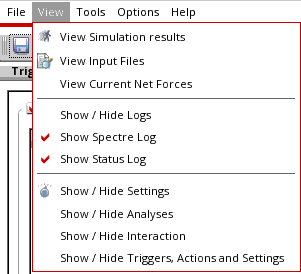 File View Tools Options Help
View Simulation results
View Input Files
View Current Net Forces
Trig
Show / Hide Logs
Show Spectre Log
Show Status Log
Show / Hide Settings
Show / Hide Analyses
Show / Hide Interaction
Show / Hide Triggers, Actions and Settings